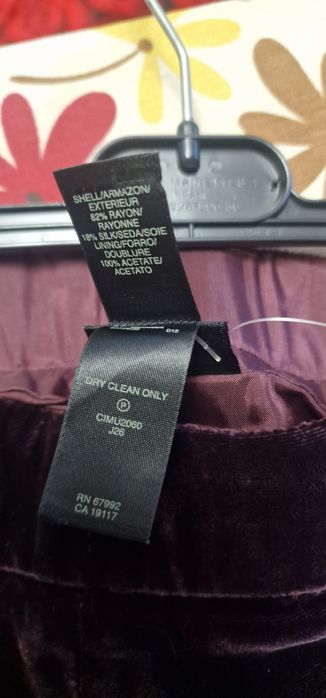 SHELL/ARMAZON/
EXTERIEUR
82% RAYON/
RAYONNE
18% SILK/SEDA/SOIE
LINING/FORRO/
DOUBLURE
100% ACETATE/
ACETATO
D12
DRY CLEAN ONLY
P
CIMU2060
J26
RN 67992
CA 19117